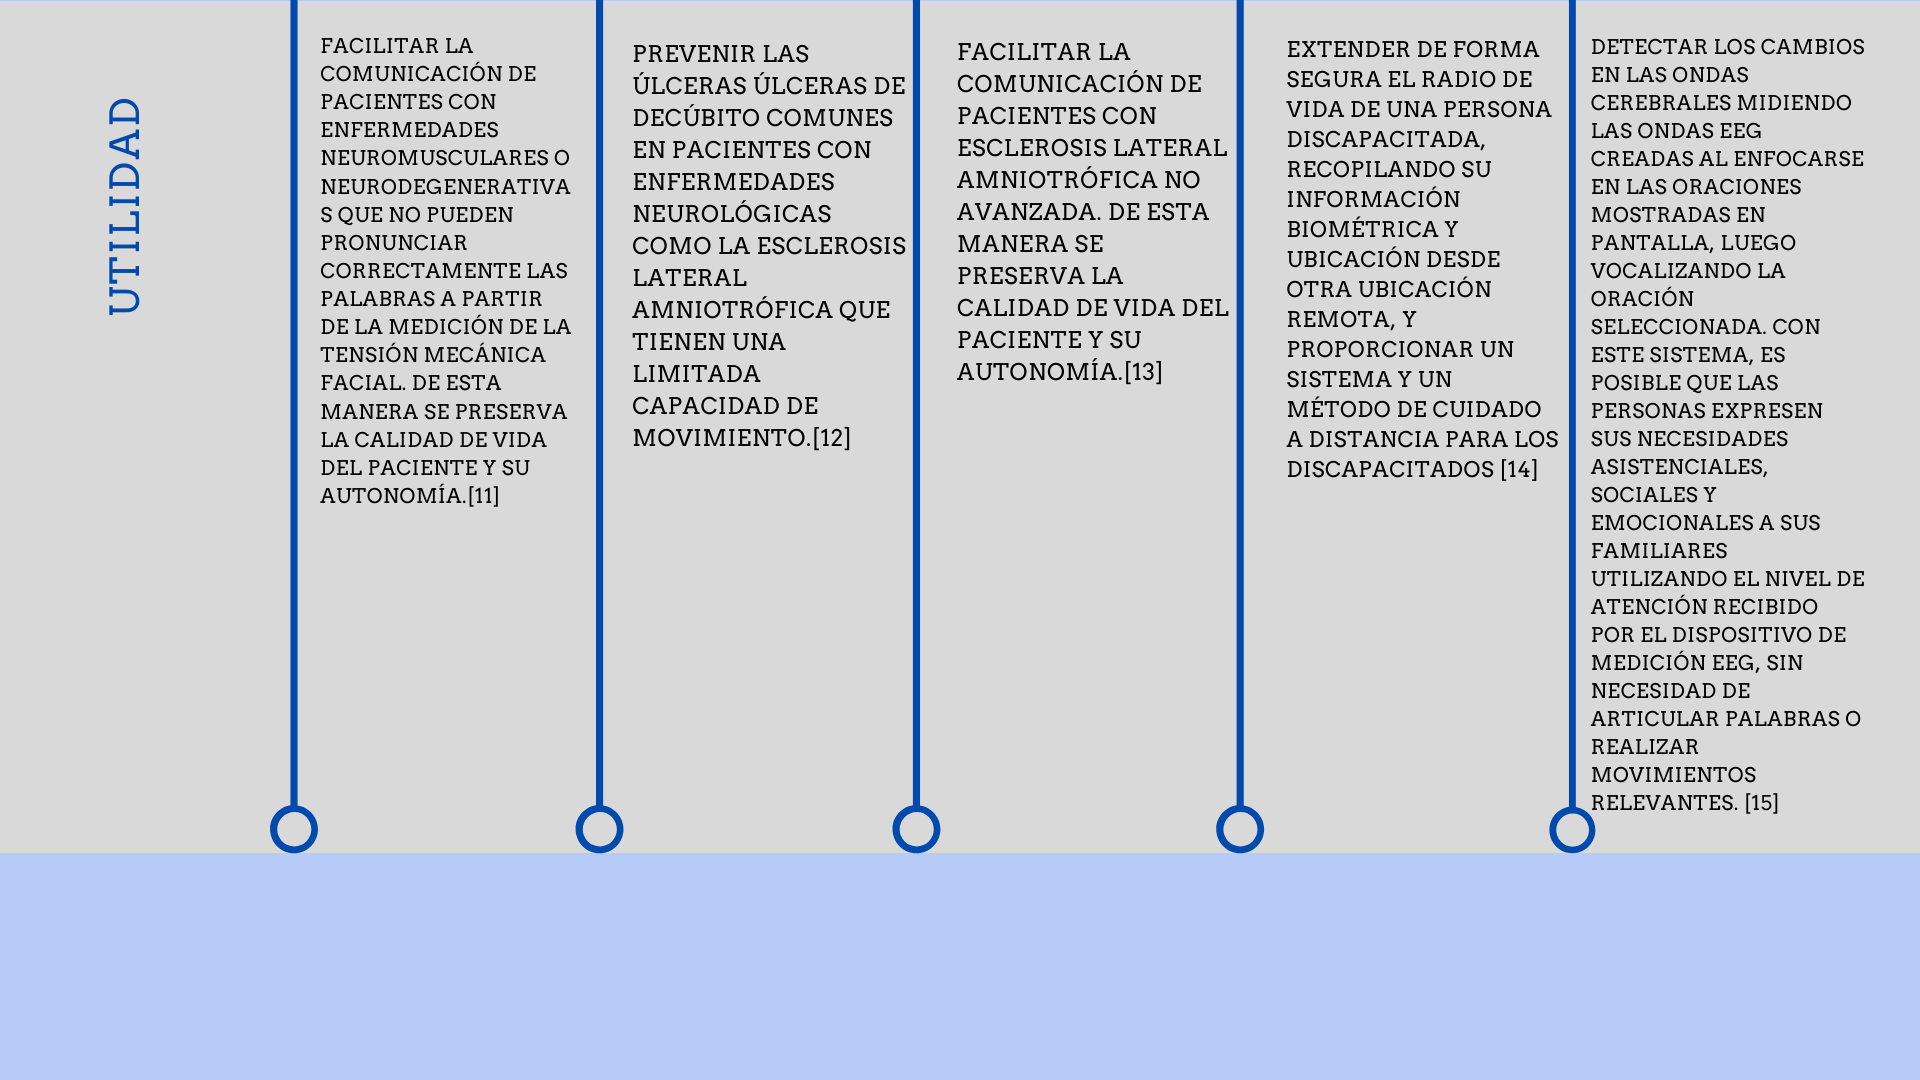 UTILIDAD
FACILITAR LA
COMUNICACIÓN DE
PACIENTES CON
ENFERMEDADES
NEUROMUSCULARES O
NEURODEGENERATIVA
S QUE NO PUEDEN
PRONUNCIAR
CORRECTAMENTE LAS
PALABRAS A PARTIR
DE LA MEDICIÓN DE LA
TENSIÓN MECÁNICA
FACIAL. DE ESTA
MANERA SE PRESERVA
LA CALIDAD DE VIDA
DEL PACIENTE Y SU
AUTONOMÍA.[11]
PREVENIR LAS
ÚLCERAS ÚLCERAS DE
DECÚBITO COMUNES
EN PACIENTES CON
ENFERMEDADES
NEUROLÓGICAS
COMO LA ESCLEROSIS
LATERAL
AMNIOTRÓFICA QUE
TIENEN UNA
LIMITADA
CAPACIDAD DE
MOVIMIENTO.[12]
FACILITAR LA
COMUNICACIÓN DE
PACIENTES CON
ESCLEROSIS LATERAL
AMNIOTRÓFICA NO
AVANZADA. DE ESTA
MANERA SE
PRESERVA LA
CALIDAD DE VIDA DEL
PACIENTE Y SU
AUTONOMÍA.[13]
EXTENDER DE FORMA
SEGURA EL RADIO DE
VIDA DE UNA PERSONA
DISCAPACITADA,
RECOPILANDO SU
INFORMACIÓN
BIOMÉTRICA Y
UBICACIÓN DESDE
OTRA UBICACIÓN
REMOTA, Y
PROPORCIONAR UN
SISTEMA Y UN
MÉTODO DE CUIDADO
A DISTANCIA PARA LOS
DISCAPACITADOS [14]
DETECTAR LOS CAMBIOS
EN LAS ONDAS
CEREBRALES MIDIENDO
LAS ONDAS EEG
CREADAS AL ENFOCARSE
EN LAS ORACIONES
MOSTRADAS EN
PANTALLA, LUEGO
VOCALIZANDO LA
ORACIÓN
SELECCIONADA. CON
ESTE SISTEMA, ES
POSIBLE QUE LAS
PERSONAS EXPRESEN
SUS NECESIDADES
ASISTENCIALES,
SOCIALES Y
EMOCIONALES A SUS
FAMILIARES
UTILIZANDO EL NIVEL DE
ATENCIÓN RECIBIDO
POR EL DISPOSITIVO DE
MEDICIÓN EEG, SIN
NECESIDAD DE
ARTICULAR PALABRAS O
REALIZAR
MOVIMIENTOS
RELEVANTES. [15]